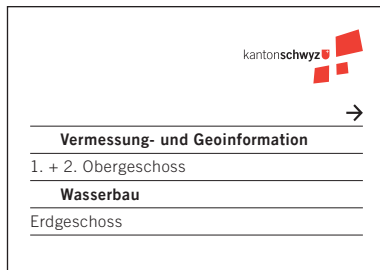 kantonschwyz
→
Vermessung- und Geoinformation
1. + 2. Obergeschoss
Wasserbau
Erdgeschoss